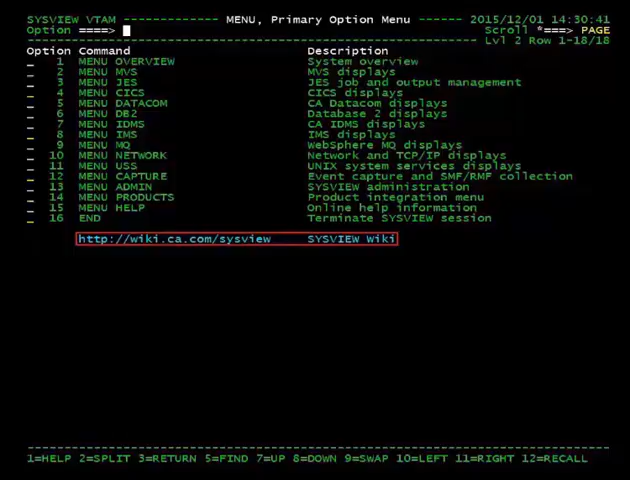 SYSVIEW VTAM ------------ MENU, Primary Option Menu ------ 2015/12/01 14:30:41
Option ====> Scroll *===> PAGE
Lvl 2 Row 1-18/18
Option Command Description
1 MENU OVERVIEW System overview
2 MENU MVS MVS displays
3 MENU JES JES job and output management
4 MENU CICS CICS displays
5 MENU DATACOM CA Datacom displays
6 MENU DB2 Database 2 displays
7 MENU IDMS CA IDMS displays
8 MENU IMS IMS displays
9 MENU MQ WebSphere MQ displays
10 MENU NETWORK Network and TCP/IP displays
11 MENU USS UNIX system services displays
12 MENU CAPTURE Event capture and SMF/RMF collection
13 MENU ADMIN SYSVIEW administration
14 MENU PRODUCTS Product integration menu
15 MENU HELP Online help information
16 END Terminate SYSVIEW session
http://wiki.ca.com/sysview SYSVIEW Wiki
1=HELP 2=SPLIT 3=RETURN 5=FIND 7=UP 8=DOWN 9=SWAP 10=LEFT 11=RIGHT 12=RECALL